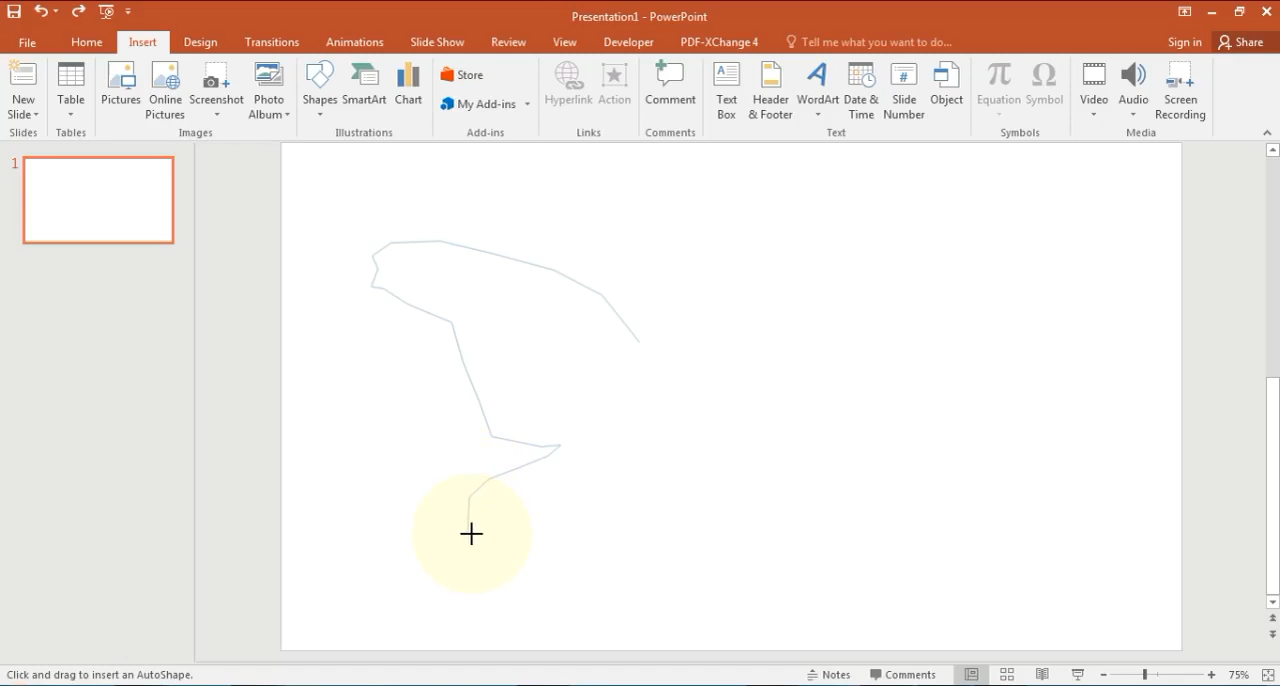 Presentation1 - PowerPoint
File Home Insert Design Transitions Animations Slide Show Review View Developer PDF-XChange 4 Tell me what you want to do... Sign in Share
New Slide
Table
Pictures
Online Pictures
Screenshot
Photo Album
Shapes
SmartArt
Chart
Store
My Add-ins
Hyperlink
Action
Comment
Text Box
Header & Footer
WordArt
Date & Time
Slide Number
Object
Equation
Symbol
Video
Audio
Screen Recording
Slides Tables Images Illustrations Add-ins Links Comments Text Symbols Media
1
Click and drag to insert an AutoShape. Notes Comments 75%